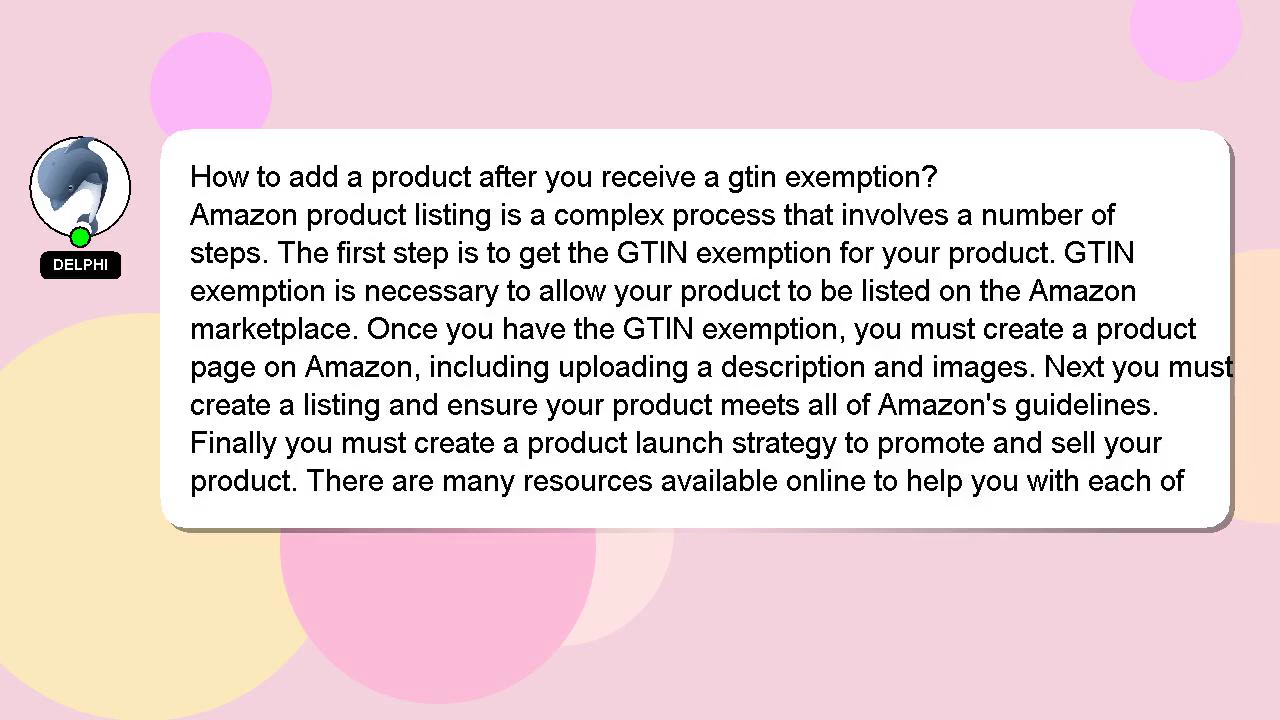 How to add a product after you receive a gtin exemption?
Amazon product listing is a complex process that involves a number of
steps. The first step is to get the GTIN exemption for your product. GTIN
exemption is necessary to allow your product to be listed on the Amazon
marketplace. Once you have the GTIN exemption, you must create a product
page on Amazon, including uploading a description and images. Next you must
create a listing and ensure your product meets all of Amazon's guidelines.
Finally you must create a product launch strategy to promote and sell your
product. There are many resources available online to help you with each of
DELPHI